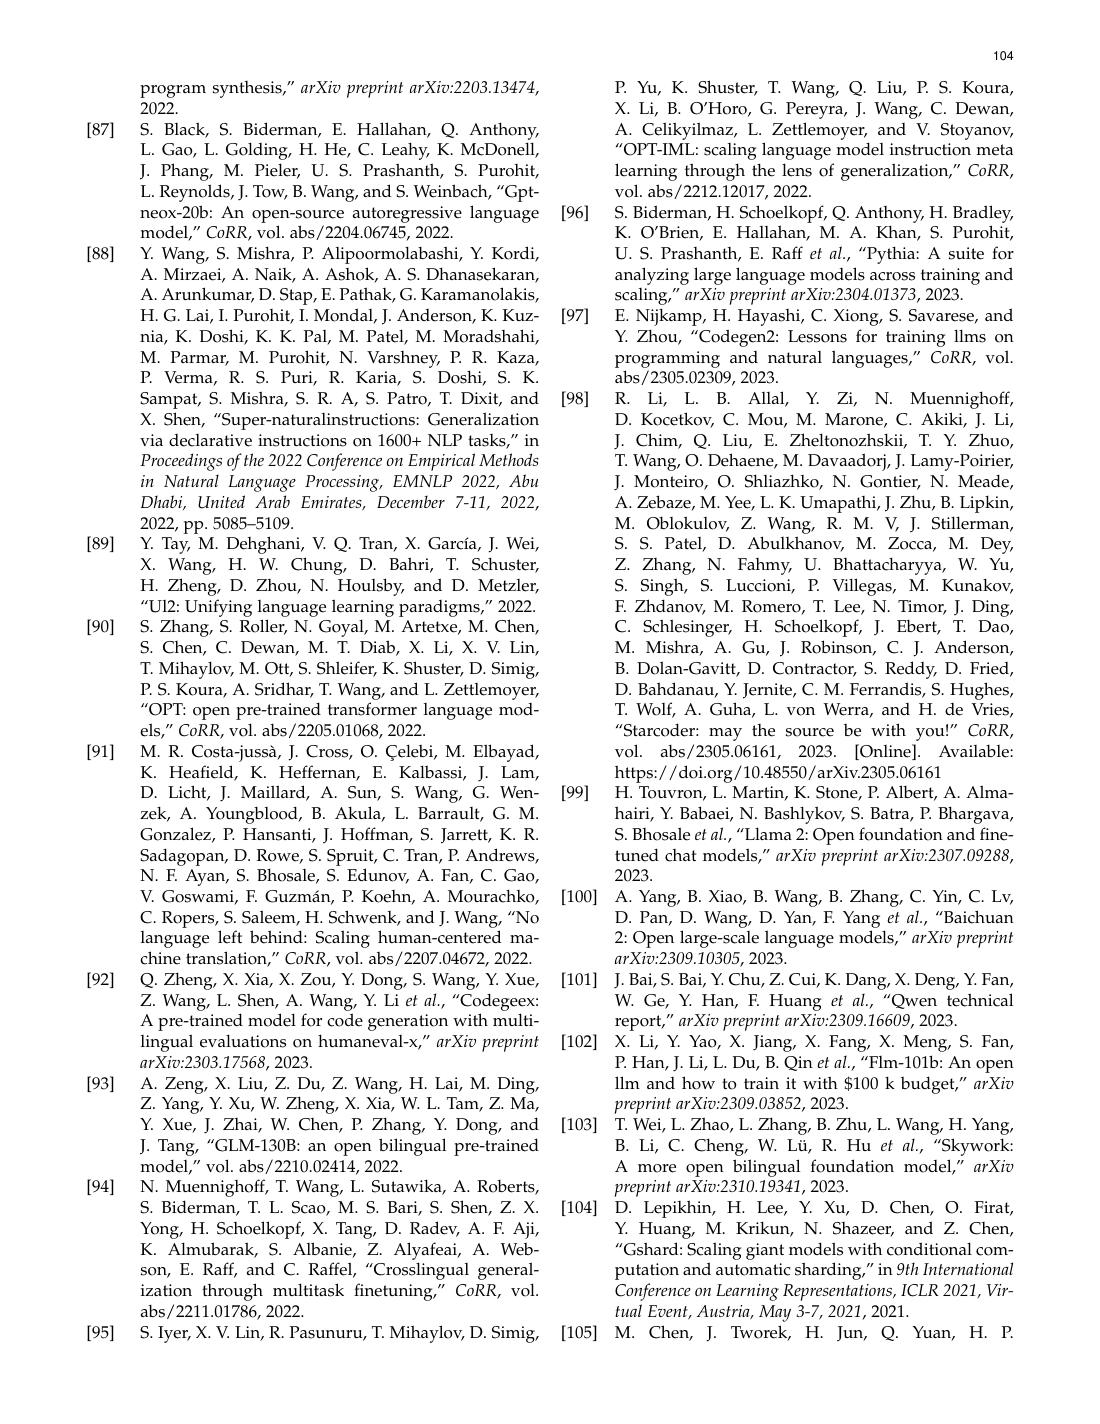 104
program synthesis,” arXiv preprint arXiv:2203.13474,
2022.
[87] S. Black, S. Biderman, E. Hallahan, Q. Anthony,
L. Gao, L. Golding, H. He, C. Leahy, K. McDonell,
J. Phang, M. Pieler, U. S. Prashanth, S. Purohit,
L. Reynolds, J. Tow, B. Wang, and S. Weinbach, “Gpt-
neox-20b: An open-source autoregressive language
model,” CoRR, vol. abs/2204.06745, 2022.
[88] Y. Wang, S. Mishra, P. Alipoormolabashi, Y. Kordi,
A. Mirzaei, A. Naik, A. Ashok, A. S. Dhanasekaran,
A. Arunkumar, D. Stap, E. Pathak, G. Karamanolakis,
H. G. Lai, I. Purohit, I. Mondal, J. Anderson, K. Kuz-
nia, K. Doshi, K. K. Pal, M. Patel, M. Moradshahi,
M. Parmar, M. Purohit, N. Varshney, P. R. Kaza,
P. Verma, R. S. Puri, R. Karia, S. Doshi, S. K.
Sampat, S. Mishra, S. R. A, S. Patro, T. Dixit, and
X. Shen, “Super-naturalinstructions: Generalization
via declarative instructions on 1600+ NLP tasks,” in
Proceedings of the 2022 Conference on Empirical Methods
in Natural Language Processing, EMNLP 2022, Abu
Dhabi, United Arab Emirates, December 7-11, 2022,
2022, pp. 5085–5109.
[89] Y. Tay, M. Dehghani, V. Q. Tran, X. García, J. Wei,
X. Wang, H. W. Chung, D. Bahri, T. Schuster,
H. Zheng, D. Zhou, N. Houlsby, and D. Metzler,
“Ul2: Unifying language learning paradigms,” 2022.
[90] S. Zhang, S. Roller, N. Goyal, M. Artetxe, M. Chen,
S. Chen, C. Dewan, M. T. Diab, X. Li, X. V. Lin,
T. Mihaylov, M. Ott, S. Shleifer, K. Shuster, D. Simig,
P. S. Koura, A. Sridhar, T. Wang, and L. Zettlemoyer,
“OPT: open pre-trained transformer language mod-
els,” CoRR, vol. abs/2205.01068, 2022.
[91] M. R. Costa-jussà, J. Cross, O. Çelebi, M. Elbayad,
K. Heafield, K. Heffernan, E. Kalbassi, J. Lam,
D. Licht, J. Maillard, A. Sun, S. Wang, G. Wen-
zek, A. Youngblood, B. Akula, L. Barrault, G. M.
Gonzalez, P. Hansanti, J. Hoffman, S. Jarrett, K. R.
Sadagopan, D. Rowe, S. Spruit, C. Tran, P. Andrews,
N. F. Ayan, S. Bhosale, S. Edunov, A. Fan, C. Gao,
V. Goswami, F. Guzmán, P. Koehn, A. Mourachko,
C. Ropers, S. Saleem, H. Schwenk, and J. Wang, “No
language left behind: Scaling human-centered ma-
chine translation,” CoRR, vol. abs/2207.04672, 2022.
[92] Q. Zheng, X. Xia, X. Zou, Y. Dong, S. Wang, Y. Xue,
Z. Wang, L. Shen, A. Wang, Y. Li et al., “Codegeex:
A pre-trained model for code generation with multi-
lingual evaluations on humaneval-x,” arXiv preprint
arXiv:2303.17568, 2023.
[93] A. Zeng, X. Liu, Z. Du, Z. Wang, H. Lai, M. Ding,
Z. Yang, Y. Xu, W. Zheng, X. Xia, W. L. Tam, Z. Ma,
Y. Xue, J. Zhai, W. Chen, P. Zhang, Y. Dong, and
J. Tang, “GLM-130B: an open bilingual pre-trained
model,” vol. abs/2210.02414, 2022.
[94] N. Muennighoff, T. Wang, L. Sutawika, A. Roberts,
S. Biderman, T. L. Scao, M. S. Bari, S. Shen, Z. X.
Yong, H. Schoelkopf, X. Tang, D. Radev, A. F. Aji,
K. Almubarak, S. Albanie, Z. Alyafeai, A. Web-
son, E. Raff, and C. Raffel, “Crosslingual general-
ization through multitask finetuning,” CoRR, vol.
abs/2211.01786, 2022.
[95] S. Iyer, X. V. Lin, R. Pasunuru, T. Mihaylov, D. Simig,
P. Yu, K. Shuster, T. Wang, Q. Liu, P. S. Koura,
X. Li, B. O’Horo, G. Pereyra, J. Wang, C. Dewan,
A. Celikyilmaz, L. Zettlemoyer, and V. Stoyanov,
“OPT-IML: scaling language model instruction meta
learning through the lens of generalization,” CoRR,
vol. abs/2212.12017, 2022.
[96] S. Biderman, H. Schoelkopf, Q. Anthony, H. Bradley,
K. O’Brien, E. Hallahan, M. A. Khan, S. Purohit,
U. S. Prashanth, E. Raff et al., “Pythia: A suite for
analyzing large language models across training and
scaling,” arXiv preprint arXiv:2304.01373, 2023.
[97] E. Nijkamp, H. Hayashi, C. Xiong, S. Savarese, and
Y. Zhou, “Codegen2: Lessons for training llms on
programming and natural languages,” CoRR, vol.
abs/2305.02309, 2023.
[98] R. Li, L. B. Allal, Y. Zi, N. Muennighoff,
D. Kocetkov, C. Mou, M. Marone, C. Akiki, J. Li,
J. Chim, Q. Liu, E. Zheltonozhskii, T. Y. Zhuo,
T. Wang, O. Dehaene, M. Davaadorj, J. Lamy-Poirier,
J. Monteiro, O. Shliazhko, N. Gontier, N. Meade,
A. Zebaze, M. Yee, L. K. Umapathi, J. Zhu, B. Lipkin,
M. Oblokulov, Z. Wang, R. M. V, J. Stillerman,
S. S. Patel, D. Abulkhanov, M. Zocca, M. Dey,
Z. Zhang, N. Fahmy, U. Bhattacharyya, W. Yu,
S. Singh, S. Luccioni, P. Villegas, M. Kunakov,
F. Zhdanov, M. Romero, T. Lee, N. Timor, J. Ding,
C. Schlesinger, H. Schoelkopf, J. Ebert, T. Dao,
M. Mishra, A. Gu, J. Robinson, C. J. Anderson,
B. Dolan-Gavitt, D. Contractor, S. Reddy, D. Fried,
D. Bahdanau, Y. Jernite, C. M. Ferrandis, S. Hughes,
T. Wolf, A. Guha, L. von Werra, and H. de Vries,
“Starcoder: may the source be with you!” CoRR,
vol. abs/2305.06161, 2023. [Online]. Available:
https://doi.org/10.48550/arXiv.2305.06161
[99] H. Touvron, L. Martin, K. Stone, P. Albert, A. Alma-
hairi, Y. Babaei, N. Bashlykov, S. Batra, P. Bhargava,
S. Bhosale et al., “Llama 2: Open foundation and fine-
tuned chat models,” arXiv preprint arXiv:2307.09288,
2023.
[100] A. Yang, B. Xiao, B. Wang, B. Zhang, C. Yin, C. Lv,
D. Pan, D. Wang, D. Yan, F. Yang et al., “Baichuan
2: Open large-scale language models,” arXiv preprint
arXiv:2309.10305, 2023.
[101] J. Bai, S. Bai, Y. Chu, Z. Cui, K. Dang, X. Deng, Y. Fan,
W. Ge, Y. Han, F. Huang et al., “Qwen technical
report,” arXiv preprint arXiv:2309.16609, 2023.
[102] X. Li, Y. Yao, X. Jiang, X. Fang, X. Meng, S. Fan,
P. Han, J. Li, L. Du, B. Qin et al., “Flm-101b: An open
llm and how to train it with $100 k budget,” arXiv
preprint arXiv:2309.03852, 2023.
[103] T. Wei, L. Zhao, L. Zhang, B. Zhu, L. Wang, H. Yang,
B. Li, C. Cheng, W. Lü, R. Hu et al., “Skywork:
A more open bilingual foundation model,” arXiv
preprint arXiv:2310.19341, 2023.
[104] D. Lepikhin, H. Lee, Y. Xu, D. Chen, O. Firat,
Y. Huang, M. Krikun, N. Shazeer, and Z. Chen,
“Gshard: Scaling giant models with conditional com-
putation and automatic sharding,” in 9th International
Conference on Learning Representations, ICLR 2021, Vir-
tual Event, Austria, May 3-7, 2021, 2021.
[105] M. Chen, J. Tworek, H. Jun, Q. Yuan, H. P.